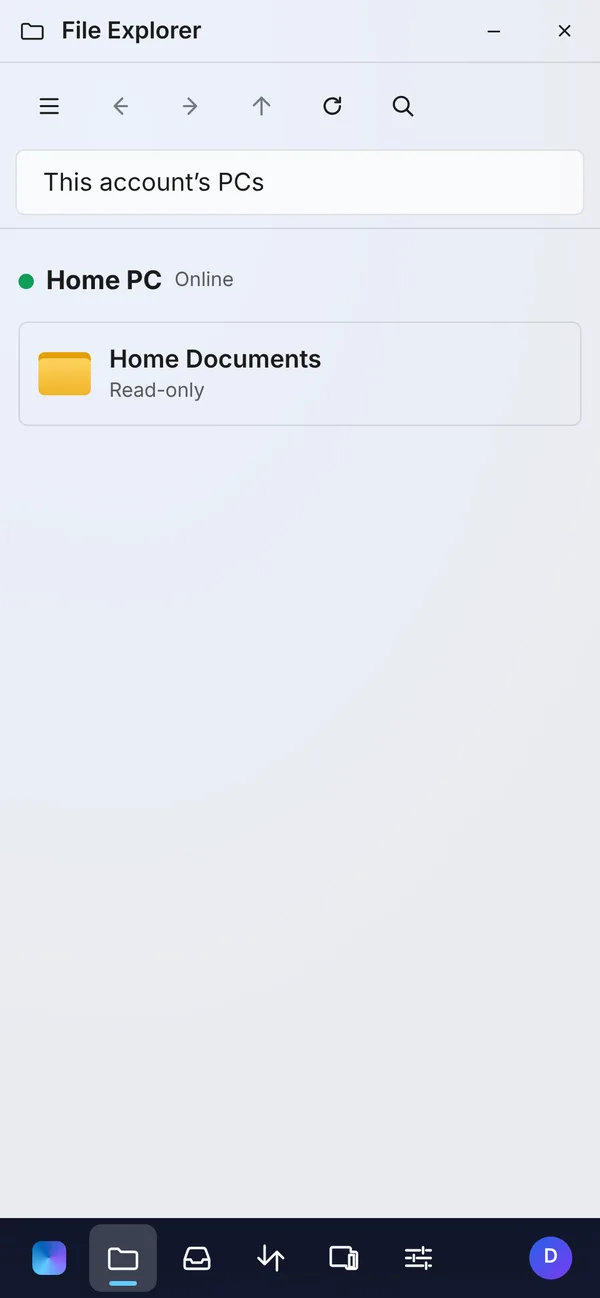 File Explorer
This account’s PCs
Home PC Online
Home Documents
Read-only
D